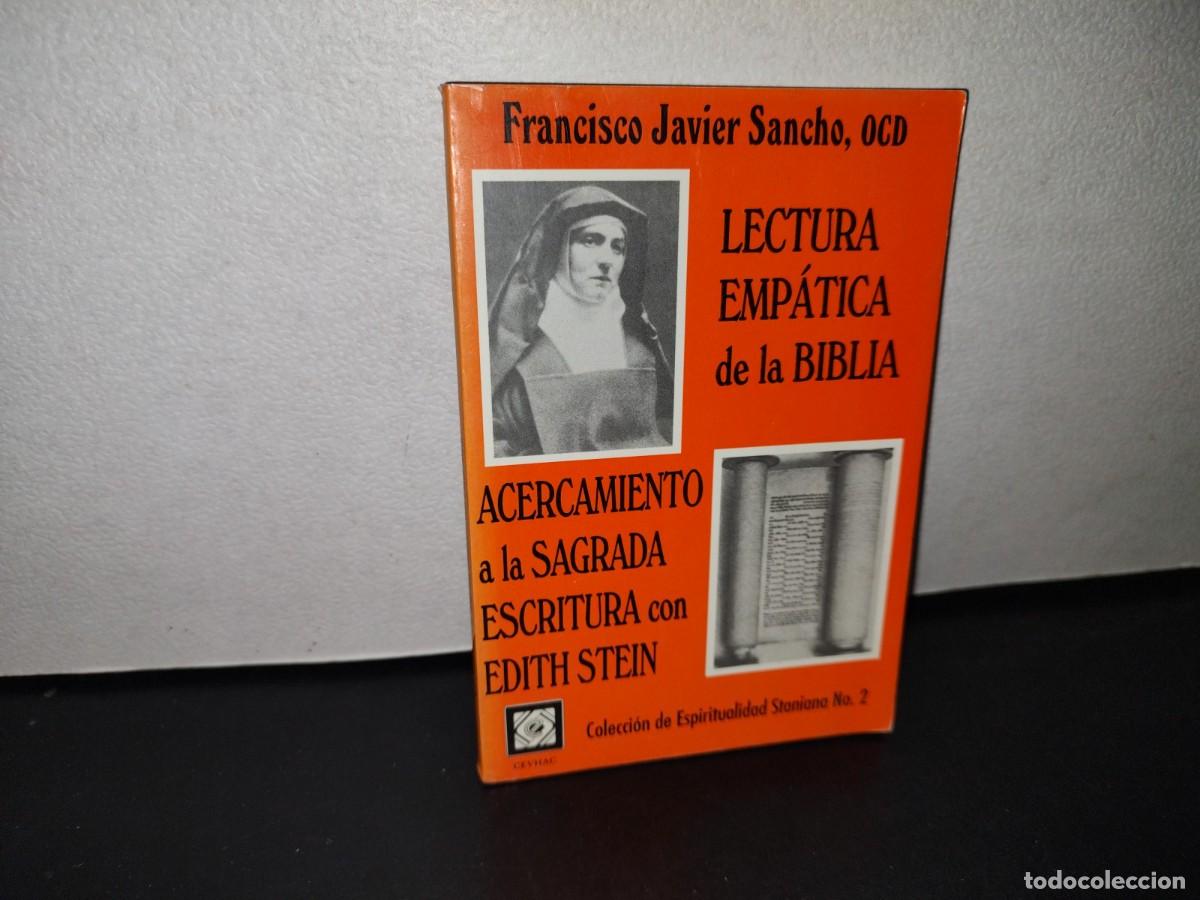 Francisco Javier Sancho, OCD
LECTURA
EMPÁTICA
de la BIBLIA
ACERCAMIENTO
a la SAGRADA
ESCRITURA con
EDITH STEIN
Colección de Espiritualidad Staniana No. 2
CEVHAC
todocoleccion